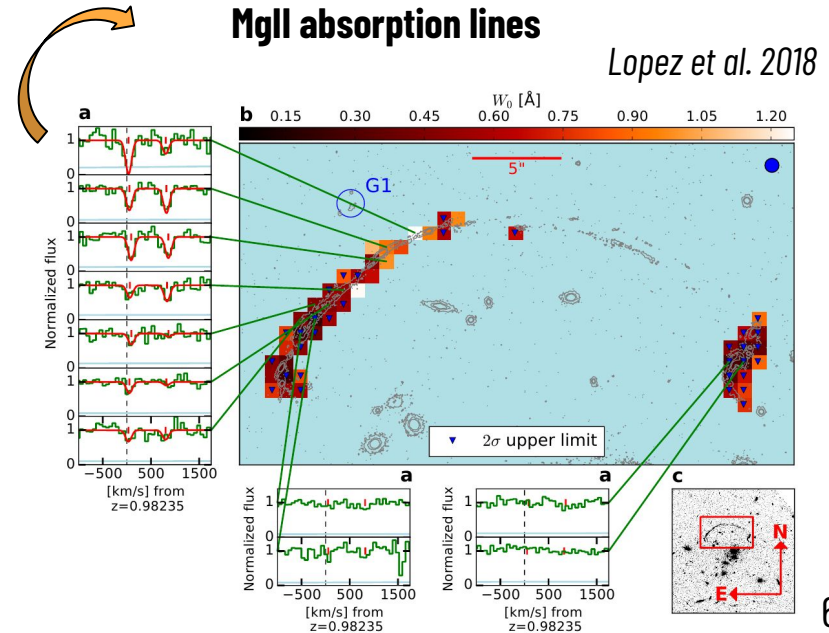 MgII absorption lines
Lopez et al. 2018
W₀ [Å]
a
b
0.15 0.30 0.45 0.60 0.75 0.90 1.05 1.20
G1
5"
Normalized flux
1
0
1
0
1
0
1
0
1
0
1
0
1
0
−500 500 1500
[km/s] from
z=0.98235
2σ upper limit
a
Normalized flux
1
0
1
0
−500 500 1500
[km/s] from
z=0.98235
a
Normalized flux
1
0
1
0
−500 500 1500
[km/s] from
z=0.98235
c
N
E
6